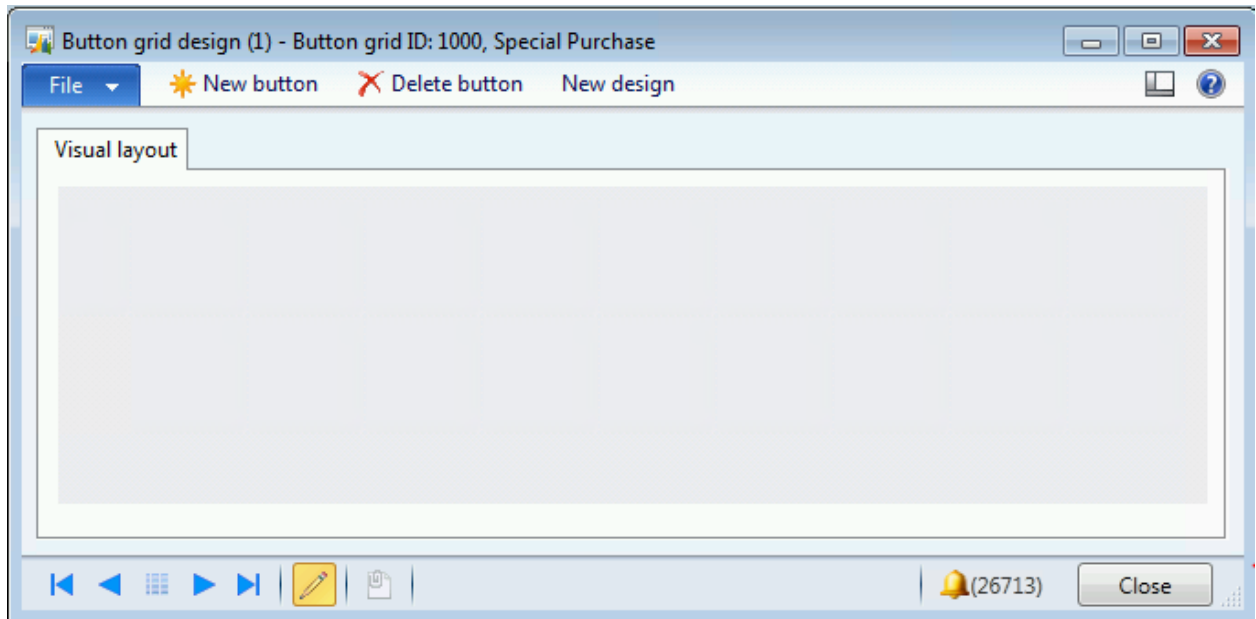 Button grid design (1) - Button grid ID: 1000, Special Purchase
File New button Delete button New design
Visual layout
(26713) Close